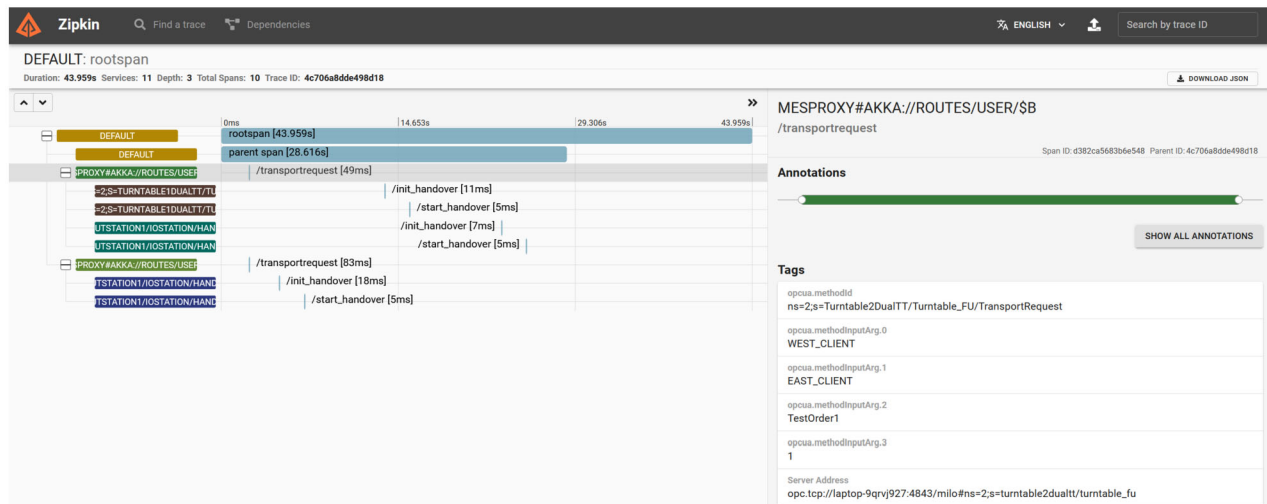 Zipkin
Find a trace
Dependencies
ENGLISH
Search by trace ID
DEFAULT: rootspan
Duration: 43.959s Services: 11 Depth: 3 Total Spans: 10 Trace ID: 4c706a8dde498d18
DOWNLOAD JSON
0ms 14.653s 29.306s 43.959s
DEFAULT rootspan [43.959s]
DEFAULT parent span [28.616s]
SPROXY#AKKA://ROUTES/USER /transportrequest [49ms]
=2;S=TURNTABLE1DUALTT/TU /init_handover [11ms]
=2;S=TURNTABLE1DUALTT/TU /start_handover [5ms]
UTSTATION1/IOSTATION/HAN /init_handover [7ms]
UTSTATION1/IOSTATION/HAN /start_handover [5ms]
SPROXY#AKKA://ROUTES/USER /transportrequest [83ms]
TSTATION1/IOSTATION/HAND /init_handover [18ms]
TSTATION1/IOSTATION/HAND /start_handover [5ms]
MESPROXY#AKKA://ROUTES/USER/$B
/transportrequest
Span ID: d382ca5683b6e548 Parent ID: 4c706a8dde498d18
Annotations
SHOW ALL ANNOTATIONS
Tags
opcua.methodId
ns=2;s=Turntable2DualTT/Turntable_FU/TransportRequest
opcua.methodInputArg.0
WEST_CLIENT
opcua.methodInputArg.1
EAST_CLIENT
opcua.methodInputArg.2
TestOrder1
opcua.methodInputArg.3
1
Server Address
opc.tcp://laptop-9qrvj927:4843/milo#ns=2;s=turntable2dualtt/turntable_fu